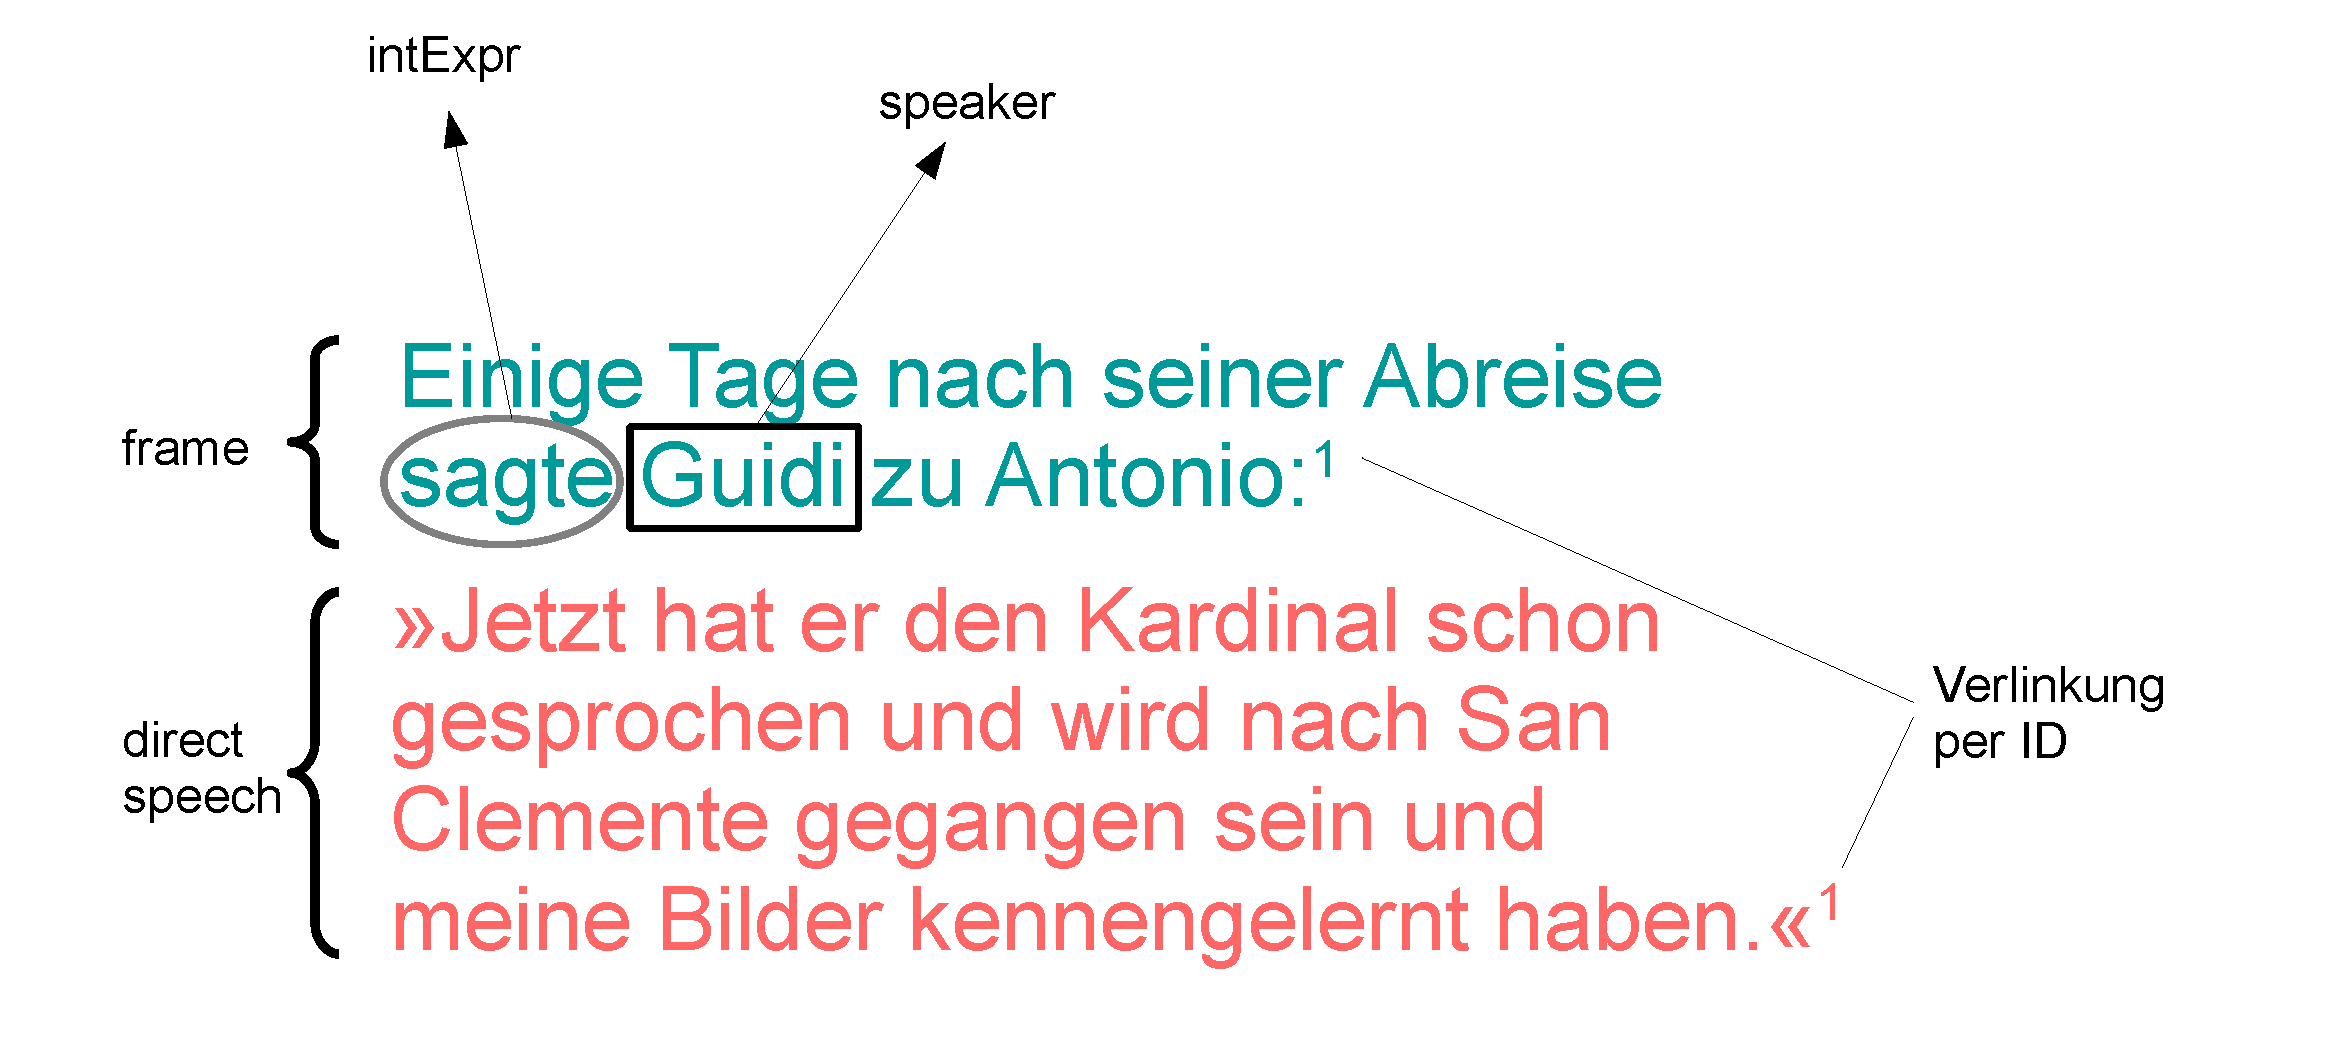 intExpr
speaker
frame
Einige Tage nach seiner Abreise
sagte Guidi zu Antonio:¹
direct
speech
»Jetzt hat er den Kardinal schon
gesprochen und wird nach San
Clemente gegangen sein und
meine Bilder kennengelernt haben.«¹
Verlinkung
per ID